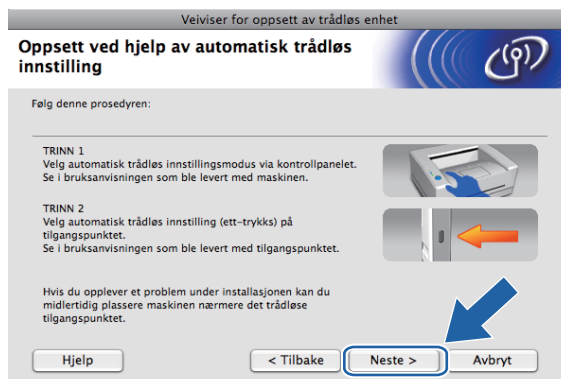 Veiviser for oppsett av trådløs enhet
Oppsett ved hjelp av automatisk trådløs
innstilling
Følg denne prosedyren:
TRINN 1
Velg automatisk trådløs innstillingsmodus via kontrollpanelet.
Se i bruksanvisningen som ble levert med maskinen.
TRINN 2
Velg automatisk trådløs innstilling (ett-trykks) på
tilgangspunktet.
Se i bruksanvisningen som ble levert med tilgangspunktet.
Hvis du opplever et problem under installasjonen kan du
midlertidig plassere maskinen nærmere det trådløse
tilgangspunktet.
Hjelp
< Tilbake
Neste >
Avbryt